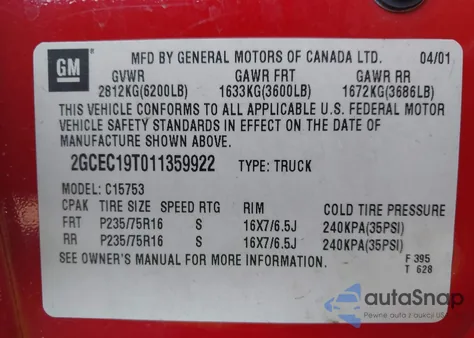 GM
MFD BY GENERAL MOTORS OF CANADA LTD. 04/01
GVWR GAWR FRT GAWR RR
2812KG(6200LB) 1633KG(3600LB) 1672KG(3686LB)
THIS VEHICLE CONFORMS TO ALL APPLICABLE U.S. FEDERAL MOTOR
VEHICLE SAFETY STANDARDS IN EFFECT ON THE DATE OF
MANUFACTURE SHOWN ABOVE.
2GCEC19T011359922 TYPE: TRUCK
MODEL: C15753
CPAK TIRE SIZE SPEED RTG RIM COLD TIRE PRESSURE
FRT P235/75R16 S 16X7/6.5J 240KPA(35PSI)
RR P235/75R16 S 16X7/6.5J 240KPA(35PSI)
SEE OWNER'S MANUAL FOR MORE INFORMATION. F 395
T 628
autoSnap
Pewne auta z aukcji USA